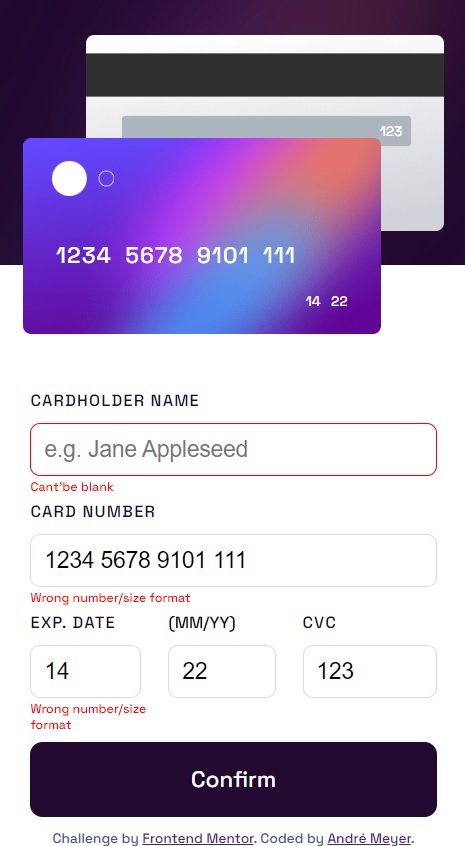 123
1234 5678 9101 111
14 22
CARDHOLDER NAME
e.g. Jane Appleseed
Cant'be blank
CARD NUMBER
1234 5678 9101 111
Wrong number/size format
EXP. DATE (MM/YY) CVC
14 22 123
Wrong number/size
format
Confirm
Challenge by Frontend Mentor. Coded by André Meyer.